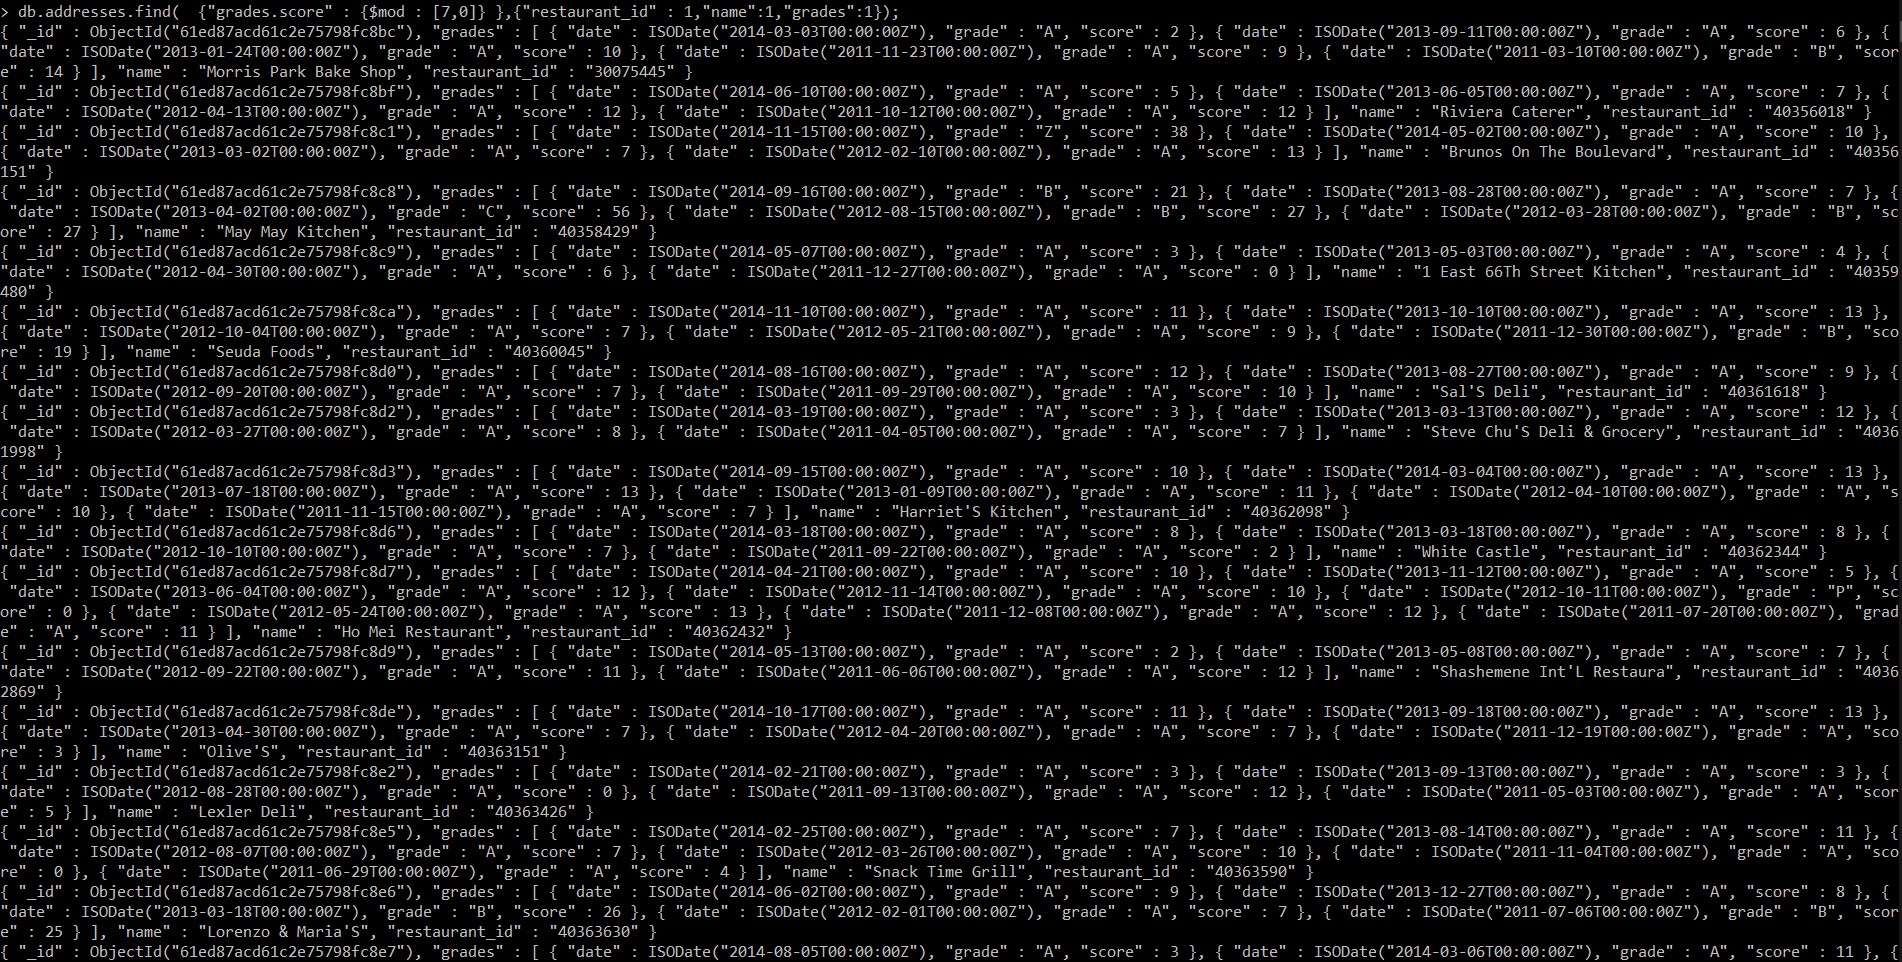 > db.addresses.find(  {"grades.score" : {$mod : [7,0]} },{"restaurant_id" : 1,"name":1,"grades":1});
{ "_id" : ObjectId("61ed87acd61c2e75798fc8bc"), "grades" : [ { "date" : ISODate("2014-03-03T00:00:00Z"), "grade" : "A", "score" : 2 }, { "date" : ISODate("2013-09-11T00:00:00Z"), "grade" : "A", "score" : 6 }, {
"date" : ISODate("2013-01-24T00:00:00Z"), "grade" : "A", "score" : 10 }, { "date" : ISODate("2011-11-23T00:00:00Z"), "grade" : "A", "score" : 9 }, { "date" : ISODate("2011-03-10T00:00:00Z"), "grade" : "B", "scor
e" : 14 } ], "name" : "Morris Park Bake Shop", "restaurant_id" : "30075445" }
{ "_id" : ObjectId("61ed87acd61c2e75798fc8bf"), "grades" : [ { "date" : ISODate("2014-06-10T00:00:00Z"), "grade" : "A", "score" : 5 }, { "date" : ISODate("2013-06-05T00:00:00Z"), "grade" : "A", "score" : 7 }, {
"date" : ISODate("2012-04-13T00:00:00Z"), "grade" : "A", "score" : 12 }, { "date" : ISODate("2011-10-12T00:00:00Z"), "grade" : "A", "score" : 12 } ], "name" : "Riviera Caterer", "restaurant_id" : "40356018" }
{ "_id" : ObjectId("61ed87acd61c2e75798fc8c1"), "grades" : [ { "date" : ISODate("2014-11-15T00:00:00Z"), "grade" : "Z", "score" : 38 }, { "date" : ISODate("2014-05-02T00:00:00Z"), "grade" : "A", "score" : 10 },
{ "date" : ISODate("2013-03-02T00:00:00Z"), "grade" : "A", "score" : 7 }, { "date" : ISODate("2012-02-10T00:00:00Z"), "grade" : "A", "score" : 13 } ], "name" : "Brunos On The Boulevard", "restaurant_id" : "40356
151" }
{ "_id" : ObjectId("61ed87acd61c2e75798fc8c8"), "grades" : [ { "date" : ISODate("2014-09-16T00:00:00Z"), "grade" : "B", "score" : 21 }, { "date" : ISODate("2013-08-28T00:00:00Z"), "grade" : "A", "score" : 7 }, {
 "date" : ISODate("2013-04-02T00:00:00Z"), "grade" : "C", "score" : 56 }, { "date" : ISODate("2012-08-15T00:00:00Z"), "grade" : "B", "score" : 27 }, { "date" : ISODate("2012-03-28T00:00:00Z"), "grade" : "B", "sc
ore" : 27 } ], "name" : "May May Kitchen", "restaurant_id" : "40358429" }
{ "_id" : ObjectId("61ed87acd61c2e75798fc8c9"), "grades" : [ { "date" : ISODate("2014-05-07T00:00:00Z"), "grade" : "A", "score" : 3 }, { "date" : ISODate("2013-05-03T00:00:00Z"), "grade" : "A", "score" : 4 }, {
"date" : ISODate("2012-04-30T00:00:00Z"), "grade" : "A", "score" : 6 }, { "date" : ISODate("2011-12-27T00:00:00Z"), "grade" : "A", "score" : 0 } ], "name" : "1 East 66Th Street Kitchen", "restaurant_id" : "40359
480" }
{ "_id" : ObjectId("61ed87acd61c2e75798fc8ca"), "grades" : [ { "date" : ISODate("2014-11-10T00:00:00Z"), "grade" : "A", "score" : 11 }, { "date" : ISODate("2013-10-10T00:00:00Z"), "grade" : "A", "score" : 13 },
{ "date" : ISODate("2012-10-04T00:00:00Z"), "grade" : "A", "score" : 7 }, { "date" : ISODate("2012-05-21T00:00:00Z"), "grade" : "A", "score" : 9 }, { "date" : ISODate("2011-12-30T00:00:00Z"), "grade" : "B", "sco
re" : 19 } ], "name" : "Seuda Foods", "restaurant_id" : "40360045" }
{ "_id" : ObjectId("61ed87acd61c2e75798fc8d0"), "grades" : [ { "date" : ISODate("2014-08-16T00:00:00Z"), "grade" : "A", "score" : 12 }, { "date" : ISODate("2013-08-27T00:00:00Z"), "grade" : "A", "score" : 9 }, {
 "date" : ISODate("2012-09-20T00:00:00Z"), "grade" : "A", "score" : 7 }, { "date" : ISODate("2011-09-29T00:00:00Z"), "grade" : "A", "score" : 10 } ], "name" : "Sal'S Deli", "restaurant_id" : "40361618" }
{ "_id" : ObjectId("61ed87acd61c2e75798fc8d2"), "grades" : [ { "date" : ISODate("2014-03-19T00:00:00Z"), "grade" : "A", "score" : 3 }, { "date" : ISODate("2013-03-13T00:00:00Z"), "grade" : "A", "score" : 12 }, {
 "date" : ISODate("2012-03-27T00:00:00Z"), "grade" : "A", "score" : 8 }, { "date" : ISODate("2011-04-05T00:00:00Z"), "grade" : "A", "score" : 7 } ], "name" : "Steve Chu'S Deli & Grocery", "restaurant_id" : "4036
1998" }
{ "_id" : ObjectId("61ed87acd61c2e75798fc8d3"), "grades" : [ { "date" : ISODate("2014-09-15T00:00:00Z"), "grade" : "A", "score" : 10 }, { "date" : ISODate("2014-03-04T00:00:00Z"), "grade" : "A", "score" : 13 },
{ "date" : ISODate("2013-07-18T00:00:00Z"), "grade" : "A", "score" : 13 }, { "date" : ISODate("2013-01-09T00:00:00Z"), "grade" : "A", "score" : 11 }, { "date" : ISODate("2012-04-10T00:00:00Z"), "grade" : "A", "s
core" : 10 }, { "date" : ISODate("2011-11-15T00:00:00Z"), "grade" : "A", "score" : 7 } ], "name" : "Harriet'S Kitchen", "restaurant_id" : "40362098" }
{ "_id" : ObjectId("61ed87acd61c2e75798fc8d6"), "grades" : [ { "date" : ISODate("2014-03-18T00:00:00Z"), "grade" : "A", "score" : 8 }, { "date" : ISODate("2013-03-18T00:00:00Z"), "grade" : "A", "score" : 8 }, {
"date" : ISODate("2012-10-10T00:00:00Z"), "grade" : "A", "score" : 7 }, { "date" : ISODate("2011-09-22T00:00:00Z"), "grade" : "A", "score" : 2 } ], "name" : "White Castle", "restaurant_id" : "40362344" }
{ "_id" : ObjectId("61ed87acd61c2e75798fc8d7"), "grades" : [ { "date" : ISODate("2014-04-21T00:00:00Z"), "grade" : "A", "score" : 10 }, { "date" : ISODate("2013-11-12T00:00:00Z"), "grade" : "A", "score" : 5 }, {
 "date" : ISODate("2013-06-04T00:00:00Z"), "grade" : "A", "score" : 12 }, { "date" : ISODate("2012-11-14T00:00:00Z"), "grade" : "A", "score" : 10 }, { "date" : ISODate("2012-10-11T00:00:00Z"), "grade" : "P", "sc
ore" : 0 }, { "date" : ISODate("2012-05-24T00:00:00Z"), "grade" : "A", "score" : 13 }, { "date" : ISODate("2011-12-08T00:00:00Z"), "grade" : "A", "score" : 12 }, { "date" : ISODate("2011-07-20T00:00:00Z"), "grad
e" : "A", "score" : 11 } ], "name" : "Ho Mei Restaurant", "restaurant_id" : "40362432" }
{ "_id" : ObjectId("61ed87acd61c2e75798fc8d9"), "grades" : [ { "date" : ISODate("2014-05-13T00:00:00Z"), "grade" : "A", "score" : 2 }, { "date" : ISODate("2013-05-08T00:00:00Z"), "grade" : "A", "score" : 7 }, {
"date" : ISODate("2012-09-22T00:00:00Z"), "grade" : "A", "score" : 11 }, { "date" : ISODate("2011-06-06T00:00:00Z"), "grade" : "A", "score" : 12 } ], "name" : "Shashemene Int'L Restaura", "restaurant_id" : "4036
2869" }
{ "_id" : ObjectId("61ed87acd61c2e75798fc8de"), "grades" : [ { "date" : ISODate("2014-10-17T00:00:00Z"), "grade" : "A", "score" : 11 }, { "date" : ISODate("2013-09-18T00:00:00Z"), "grade" : "A", "score" : 13 },
{ "date" : ISODate("2013-04-30T00:00:00Z"), "grade" : "A", "score" : 7 }, { "date" : ISODate("2012-04-20T00:00:00Z"), "grade" : "A", "score" : 7 }, { "date" : ISODate("2011-12-19T00:00:00Z"), "grade" : "A", "sco
re" : 3 } ], "name" : "Olive'S", "restaurant_id" : "40363151" }
{ "_id" : ObjectId("61ed87acd61c2e75798fc8e2"), "grades" : [ { "date" : ISODate("2014-02-21T00:00:00Z"), "grade" : "A", "score" : 3 }, { "date" : ISODate("2013-09-13T00:00:00Z"), "grade" : "A", "score" : 3 }, {
"date" : ISODate("2012-08-28T00:00:00Z"), "grade" : "A", "score" : 0 }, { "date" : ISODate("2011-09-13T00:00:00Z"), "grade" : "A", "score" : 12 }, { "date" : ISODate("2011-05-03T00:00:00Z"), "grade" : "A", "scor
e" : 5 } ], "name" : "Lexler Deli", "restaurant_id" : "40363426" }
{ "_id" : ObjectId("61ed87acd61c2e75798fc8e5"), "grades" : [ { "date" : ISODate("2014-02-25T00:00:00Z"), "grade" : "A", "score" : 7 }, { "date" : ISODate("2013-08-14T00:00:00Z"), "grade" : "A", "score" : 11 }, {
 "date" : ISODate("2012-08-07T00:00:00Z"), "grade" : "A", "score" : 7 }, { "date" : ISODate("2012-03-26T00:00:00Z"), "grade" : "A", "score" : 10 }, { "date" : ISODate("2011-11-04T00:00:00Z"), "grade" : "A", "sco
re" : 0 }, { "date" : ISODate("2011-06-29T00:00:00Z"), "grade" : "A", "score" : 4 } ], "name" : "Snack Time Grill", "restaurant_id" : "40363590" }
{ "_id" : ObjectId("61ed87acd61c2e75798fc8e6"), "grades" : [ { "date" : ISODate("2014-06-02T00:00:00Z"), "grade" : "A", "score" : 9 }, { "date" : ISODate("2013-12-27T00:00:00Z"), "grade" : "A", "score" : 8 }, {
"date" : ISODate("2013-03-18T00:00:00Z"), "grade" : "B", "score" : 26 }, { "date" : ISODate("2012-02-01T00:00:00Z"), "grade" : "A", "score" : 7 }, { "date" : ISODate("2011-07-06T00:00:00Z"), "grade" : "B", "scor
e" : 25 } ], "name" : "Lorenzo & Maria'S", "restaurant_id" : "40363630" }
{ "_id" : ObjectId("61ed87acd61c2e75798fc8e7"), "grades" : [ { "date" : ISODate("2014-08-05T00:00:00Z"), "grade" : "A", "score" : 3 }, { "date" : ISODate("2014-03-06T00:00:00Z"), "grade" : "A", "score" : 11 }, {